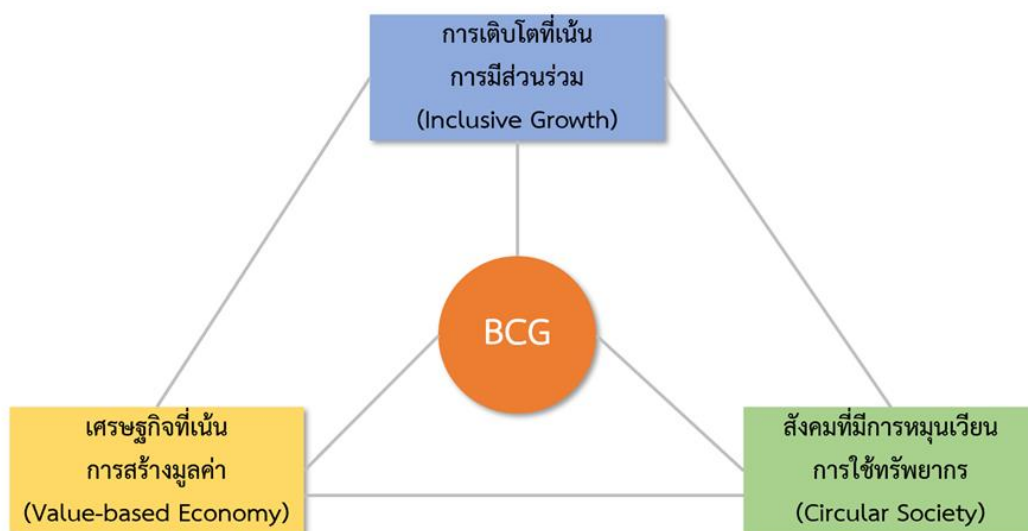 การเติบโตที่เน้น
การมีส่วนร่วม
(Inclusive Growth)
BCG
เศรษฐกิจที่เน้น
การสร้างมูลค่า
(Value-based Economy)
สังคมที่มีการหมุนเวียน
การใช้ทรัพยากร
(Circular Society)